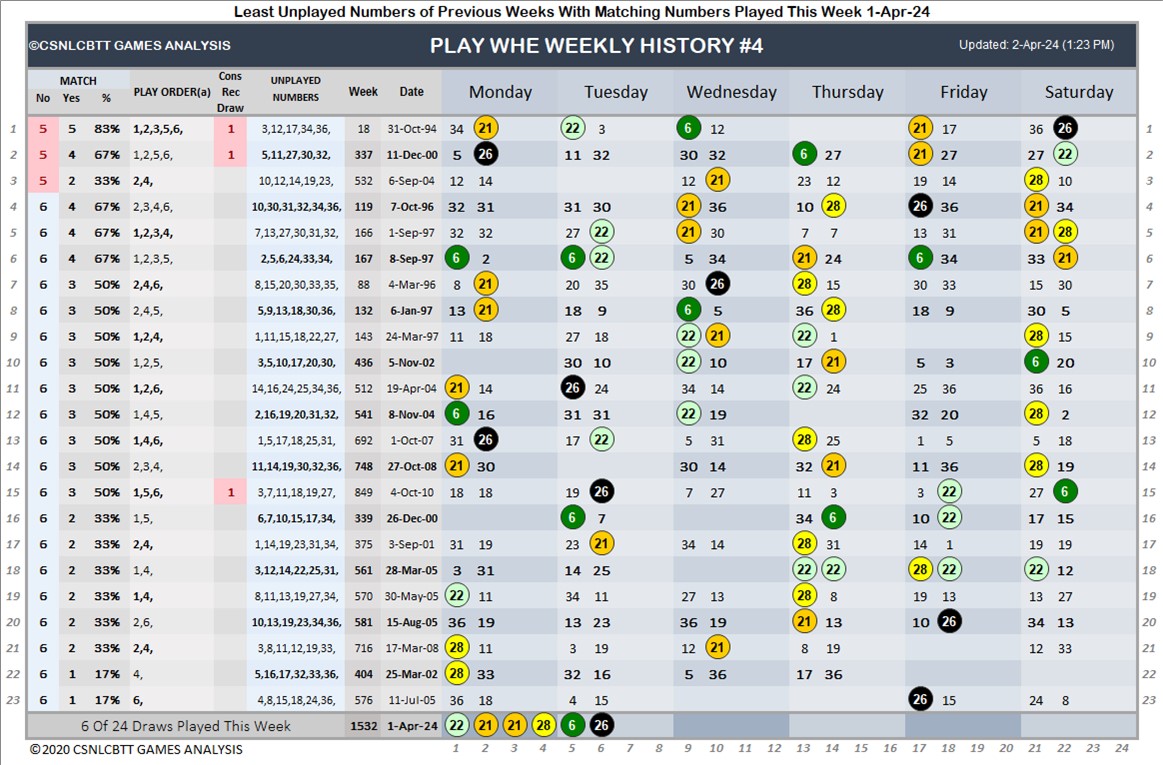 Least Unplayed Numbers of Previous Weeks With Matching Numbers Played This Week 1-Apr-24
©CSNLCBTT GAMES ANALYSIS PLAY WHE WEEKLY HISTORY #4 Updated: 2-Apr-24 (1:23 PM)
MATCH No Yes % PLAY ORDER(a) Cons Rec Draw UNPLAYED NUMBERS Week Date Monday Tuesday Wednesday Thursday Friday Saturday
1 5 5 83% 1,2,3,5,6, 1 3,12,17,34,36, 18 31-Oct-94 34 21 22 3 6 12 21 17 36 26 1
2 5 4 67% 1,2,5,6, 1 5,11,27,30,32, 337 11-Dec-00 5 26 11 32 30 32 6 27 21 27 27 22 2
3 5 2 33% 2,4, 10,12,14,19,23, 532 6-Sep-04 12 14 12 21 23 12 19 14 28 10 3
4 6 4 67% 2,3,4,6, 10,30,31,32,34,36, 119 7-Oct-96 32 31 31 30 21 36 10 28 26 36 21 34 4
5 6 4 67% 1,2,3,4, 7,13,27,30,31,32, 166 1-Sep-97 32 32 27 22 21 30 7 7 13 31 21 28 5
6 6 4 67% 1,2,3,5, 2,5,6,24,33,34, 167 8-Sep-97 6 2 6 22 5 34 21 24 6 34 33 21 6
7 6 3 50% 2,4,6, 8,15,20,30,33,35, 88 4-Mar-96 8 21 20 35 30 26 28 15 30 33 15 30 7
8 6 3 50% 2,4,5, 5,9,13,18,30,36, 132 6-Jan-97 13 21 18 9 6 5 36 28 18 9 30 5 8
9 6 3 50% 1,2,4, 1,11,15,18,22,27, 143 24-Mar-97 11 18 27 18 22 21 22 1 28 15 9
10 6 3 50% 1,2,5, 3,5,10,17,20,30, 436 5-Nov-02 30 10 22 10 17 21 5 3 6 20 10
11 6 3 50% 1,2,6, 14,16,24,25,34,36, 512 19-Apr-04 21 14 26 24 34 14 22 24 25 36 36 16 11
12 6 3 50% 1,4,5, 2,16,19,20,31,32, 541 8-Nov-04 6 16 31 31 22 19 32 20 28 2 12
13 6 3 50% 1,4,6, 1,5,17,18,25,31, 692 1-Oct-07 31 26 17 22 5 31 28 25 1 5 5 18 13
14 6 3 50% 2,3,4, 11,14,19,30,32,36, 748 27-Oct-08 21 30 30 14 32 21 11 36 28 19 14
15 6 3 50% 1,5,6, 1 3,7,11,18,19,27, 849 4-Oct-10 18 18 19 26 7 27 11 3 3 22 27 6 15
16 6 2 33% 1,5, 6,7,10,15,17,34, 339 26-Dec-00 6 7 34 6 10 22 17 15 16
17 6 2 33% 2,4, 1,14,19,23,31,34, 375 3-Sep-01 31 19 23 21 34 14 28 31 14 1 19 19 17
18 6 2 33% 1,4, 3,12,14,22,25,31, 561 28-Mar-05 3 31 14 25 22 22 28 22 22 12 18
19 6 2 33% 1,4, 8,11,13,19,27,34, 570 30-May-05 22 11 34 11 27 13 28 8 19 13 13 27 19
20 6 2 33% 2,6, 10,13,19,23,34,36, 581 15-Aug-05 36 19 13 23 36 19 21 13 10 26 34 13 20
21 6 2 33% 2,4, 3,8,11,12,19,33, 716 17-Mar-08 28 11 3 19 12 21 8 19 12 33 21
22 6 1 17% 4, 5,16,17,32,33,36, 404 25-Mar-02 28 33 32 16 5 36 17 36 22
23 6 1 17% 6, 4,8,15,18,24,36, 576 11-Jul-05 36 18 4 15 26 15 24 8 23
6 Of 24 Draws Played This Week 1532 1-Apr-24 22 21 21 28 6 26
© 2020 CSNLCBTT GAMES ANALYSIS 1 2 3 4 5 6 7 8 9 10 11 12 13 14 15 16 17 18 19 20 21 22 23 24